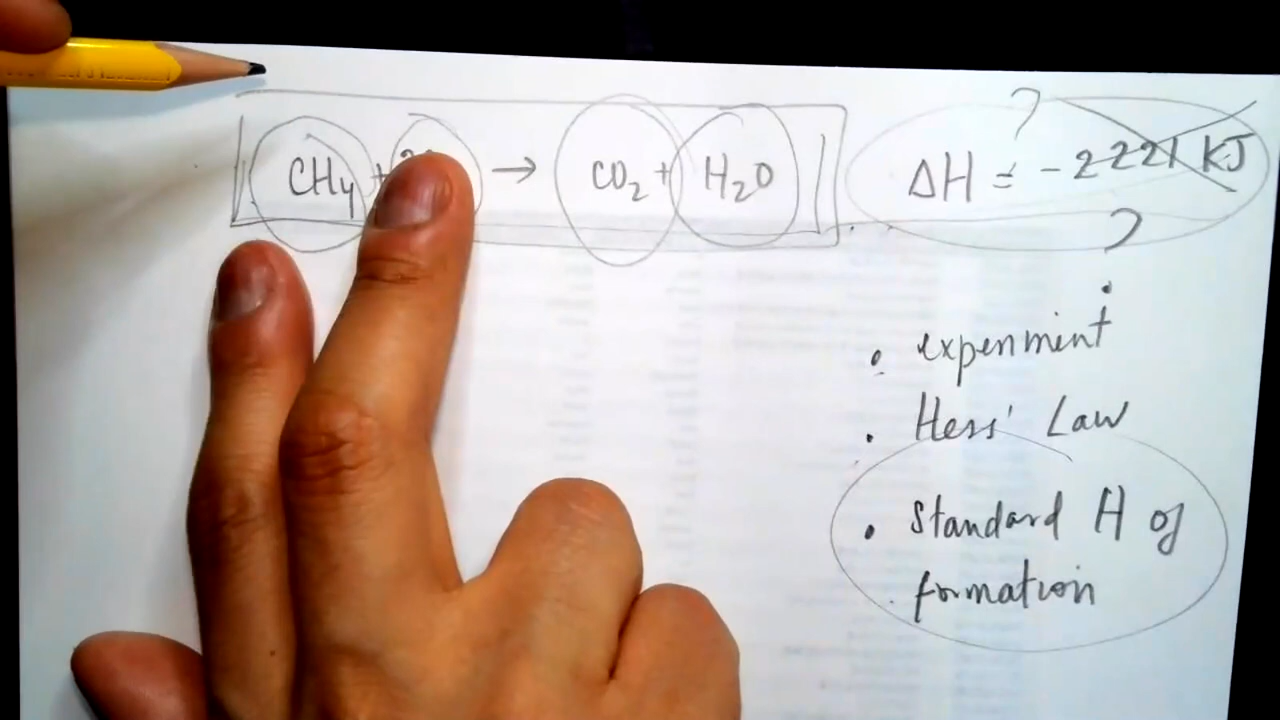 CH4 + → CO2 + H2O ΔH = -2221 KJ
?
?
• experiment
• Hess' Law
• Standard H of
formation